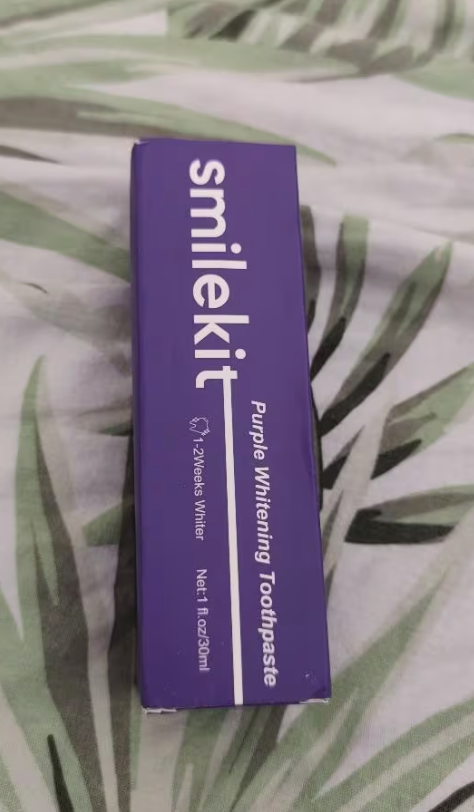 smilekit
Purple Whitening Toothpaste
1-2Weeks Whiter
Net:1 fl.oz/30ml